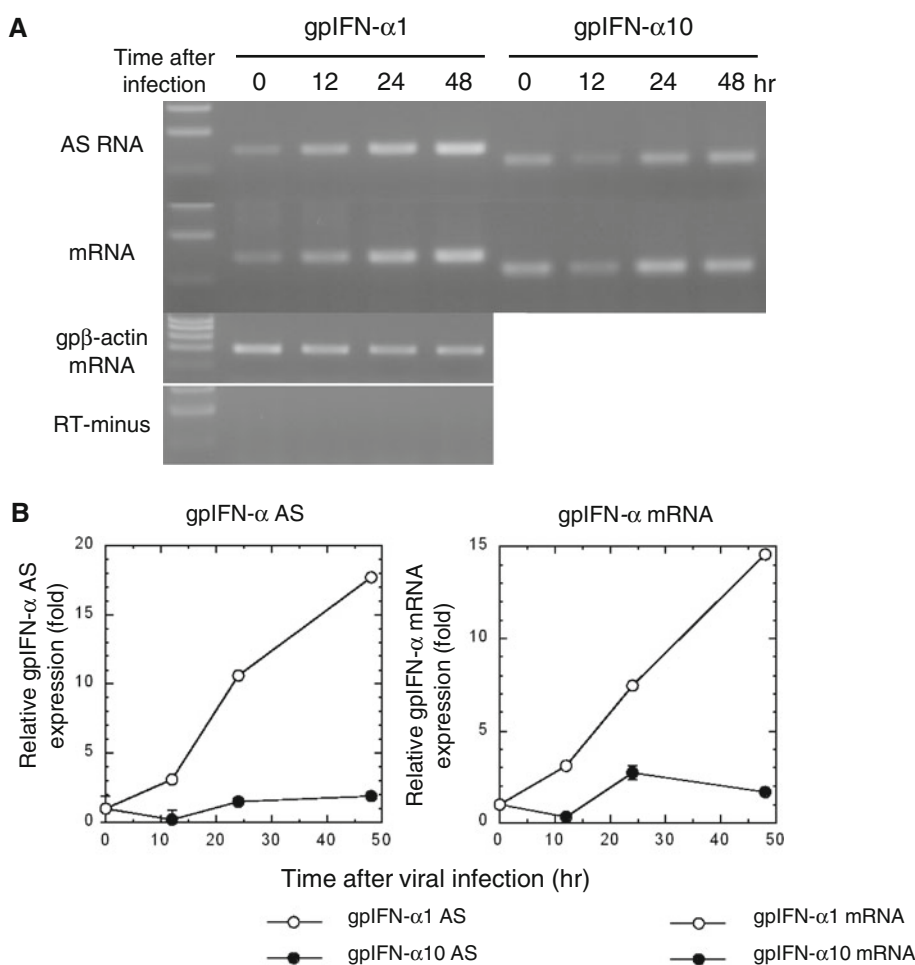 A
gpIFN-α1 gpIFN-α10
Time after
infection
0 12 24 48 0 12 24 48 hr
AS RNA
mRNA
gpβ-actin
mRNA
RT-minus
B
gpIFN-α AS gpIFN-α mRNA
Relative gpIFN-α AS
expression (fold)
20
15
10
5
0
0 10 20 30 40 50
Relative gpIFN-α mRNA
expression (fold)
15
10
5
0
0 10 20 30 40 50
Time after viral infection (hr)
gpIFN-α1 AS gpIFN-α1 mRNA
gpIFN-α10 AS gpIFN-α10 mRNA